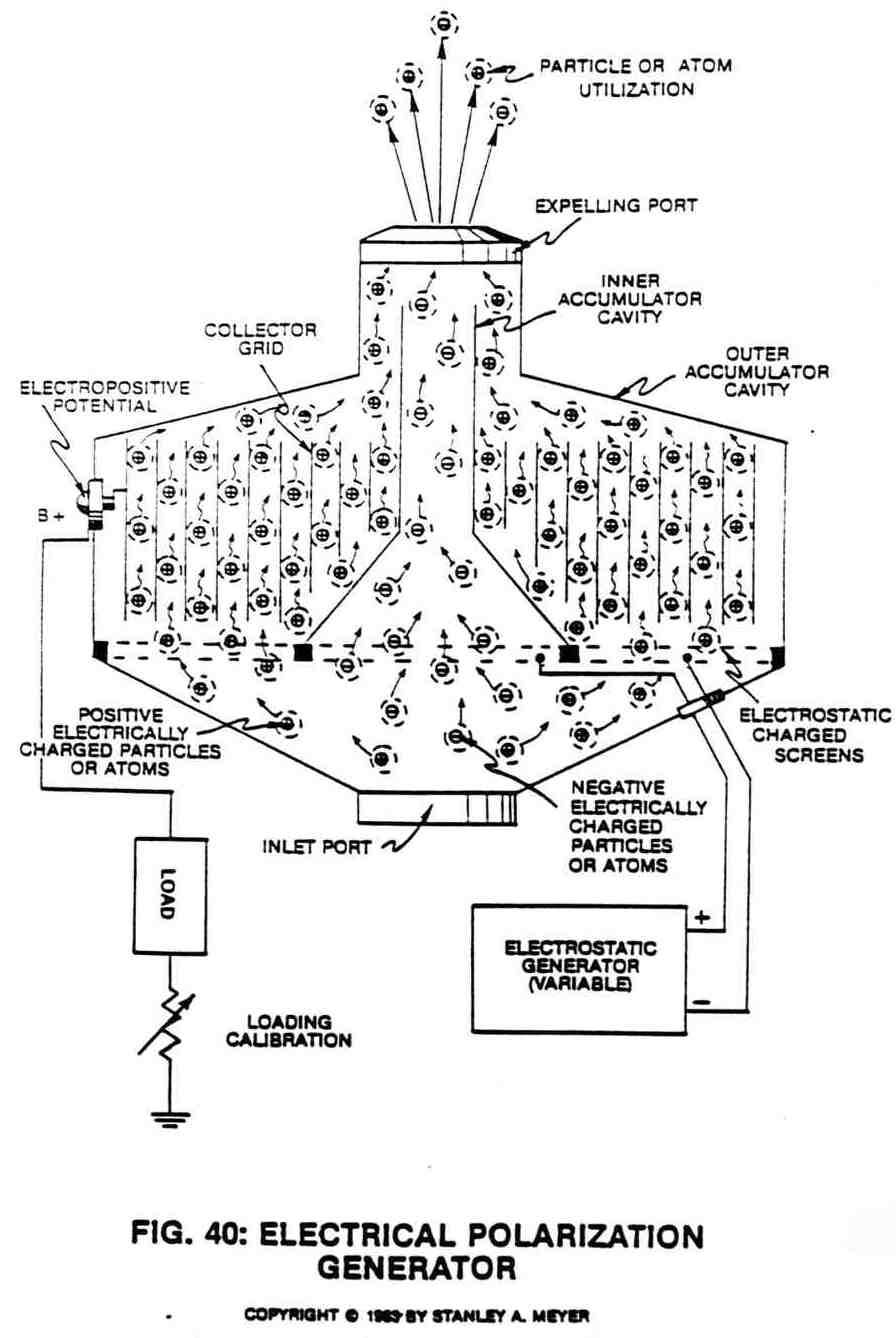 PARTICLE OR ATOM
UTILIZATION
EXPELLING PORT
INNER
ACCUMULATOR
CAVITY
COLLECTOR
GRID
OUTER
ACCUMULATOR
CAVITY
ELECTROPOSITIVE
POTENTIAL
B+
POSITIVE
ELECTRICALLY
CHARGED PARTICLES
OR ATOMS
ELECTROSTATIC
CHARGED
SCREENS
INLET PORT
NEGATIVE
ELECTRICALLY
CHARGED
PARTICLES
OR ATOMS
LOAD
+
ELECTROSTATIC
GENERATOR
(VARIABLE)
−
LOADING
CALIBRATION
FIG. 40: ELECTRICAL POLARIZATION
GENERATOR
COPYRIGHT © 1983 BY STANLEY A. MEYER